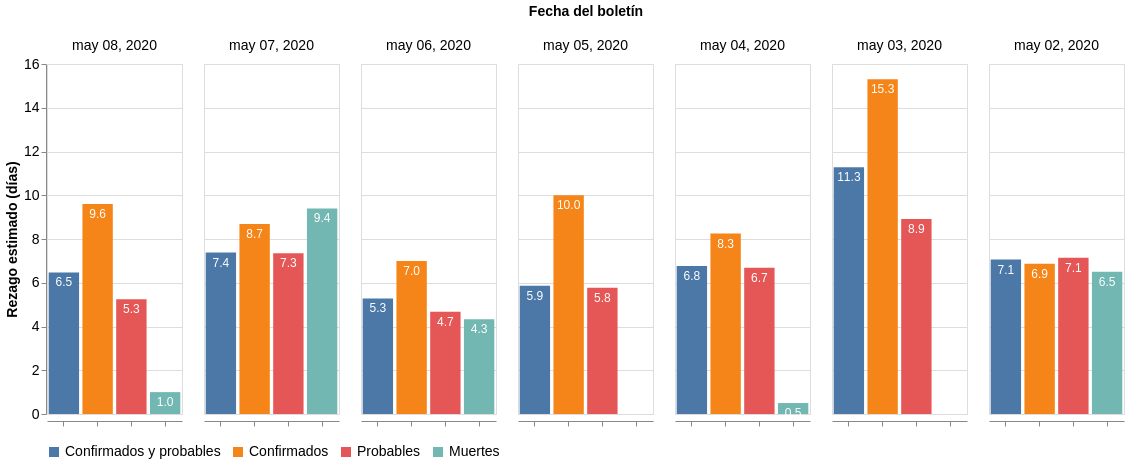 Fecha del boletín
may 08, 2020 may 07, 2020 may 06, 2020 may 05, 2020 may 04, 2020 may 03, 2020 may 02, 2020
Rezago estimado (días)
16
14
12
10
8
6
4
2
0
6.5 9.6 5.3 1.0
7.4 8.7 7.3 9.4
5.3 7.0 4.7 4.3
5.9 10.0 5.8
6.8 8.3 6.7 0.5
11.3 15.3 8.9
7.1 6.9 7.1 6.5
Confirmados y probables Confirmados Probables Muertes